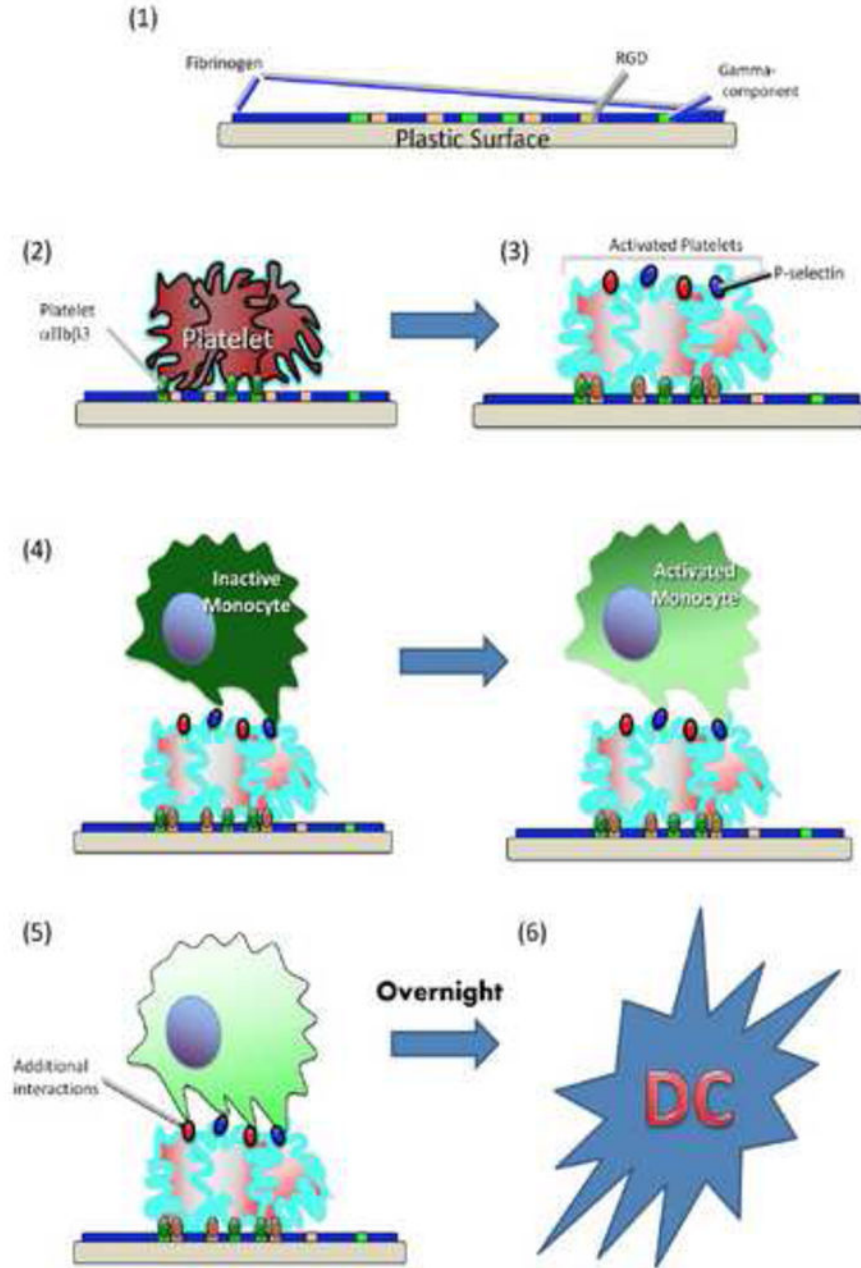 (1)
Fibrinogen
RGD
Gamma-
component
Plastic Surface
(2)
Platelet
αIIbβ3
Platelet
(3)
Activated Platelets
P-selectin
(4)
Inactive
Monocyte
Activated
Monocyte
(5)
Additional
interactions
Overnight
(6)
DC